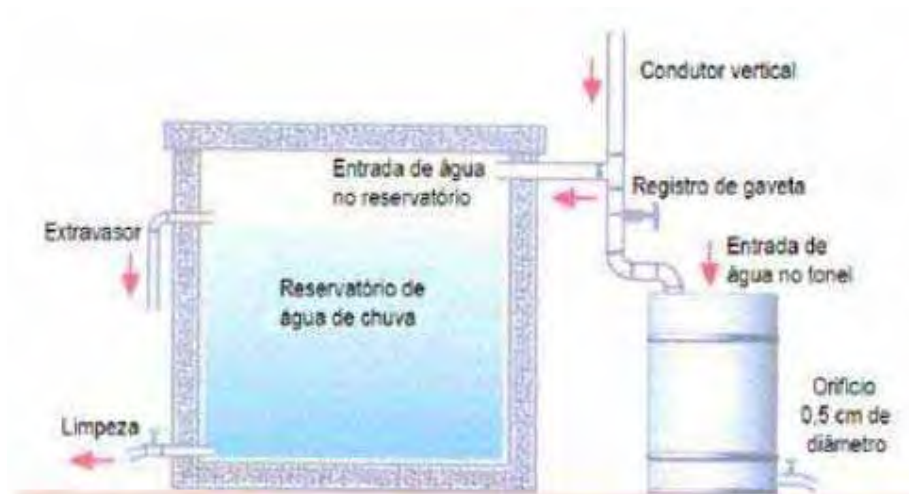 Condutor vertical
Entrada de água
no reservatório
Registro de gaveta
Extravasor
Entrada de
água no tonel
Reservatório de
água de chuva
Orifício
0,5 cm de
diâmetro
Limpeza